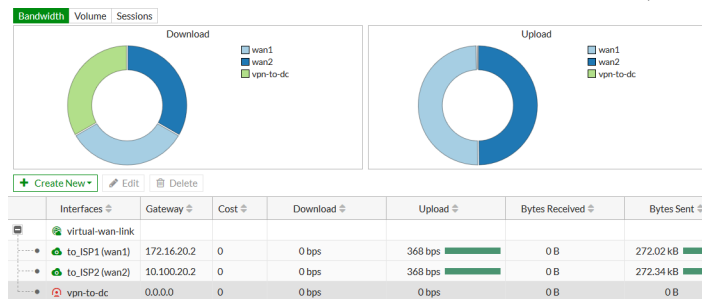 Bandwidth Volume Sessions
Download
wan1
wan2
vpn-to-dc
Upload
wan1
wan2
vpn-to-dc
Create New Edit Delete
Interfaces Gateway Cost Download Upload Bytes Received Bytes Sent
virtual-wan-link
to_ISP1 (wan1) 172.16.20.2 0 0 bps 368 bps 0 B 272.02 kB
to_ISP2 (wan2) 10.100.20.2 0 0 bps 368 bps 0 B 272.34 kB
vpn-to-dc 0.0.0.0 0 0 bps 0 bps 0 B 0 B